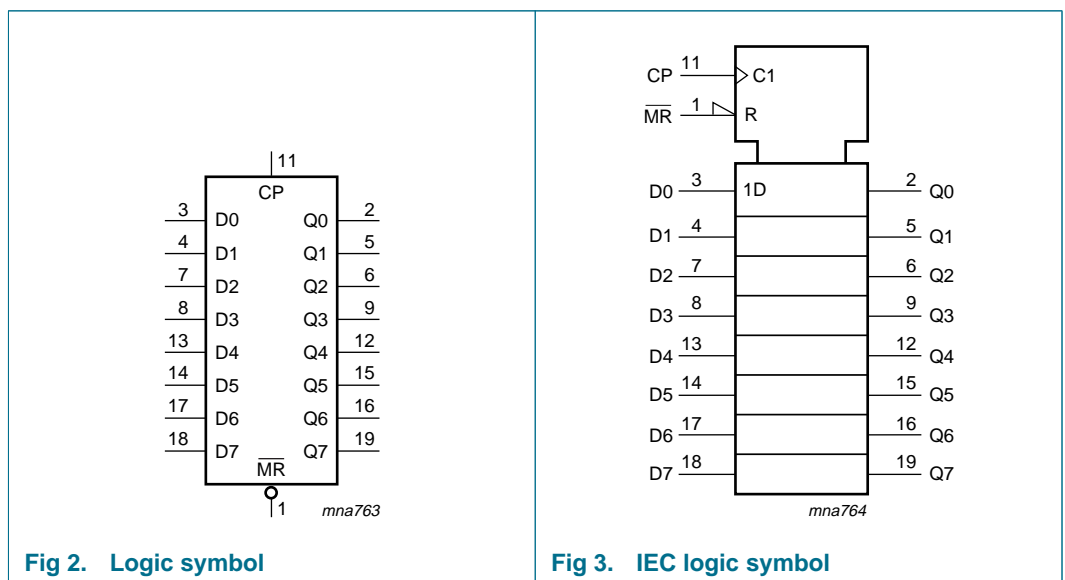 11
CP
3 D0 Q0 2
4 D1 Q1 5
7 D2 Q2 6
8 D3 Q3 9
13 D4 Q4 12
14 D5 Q5 15
17 D6 Q6 16
18 D7 Q7 19
M̅R̅
1 mna763
Fig 2. Logic symbol
CP 11 C1
M̅R̅ 1 R
D0 3 1D 2 Q0
D1 4 5 Q1
D2 7 6 Q2
D3 8 9 Q3
D4 13 12 Q4
D5 14 15 Q5
D6 17 16 Q6
D7 18 19 Q7
mna764
Fig 3. IEC logic symbol